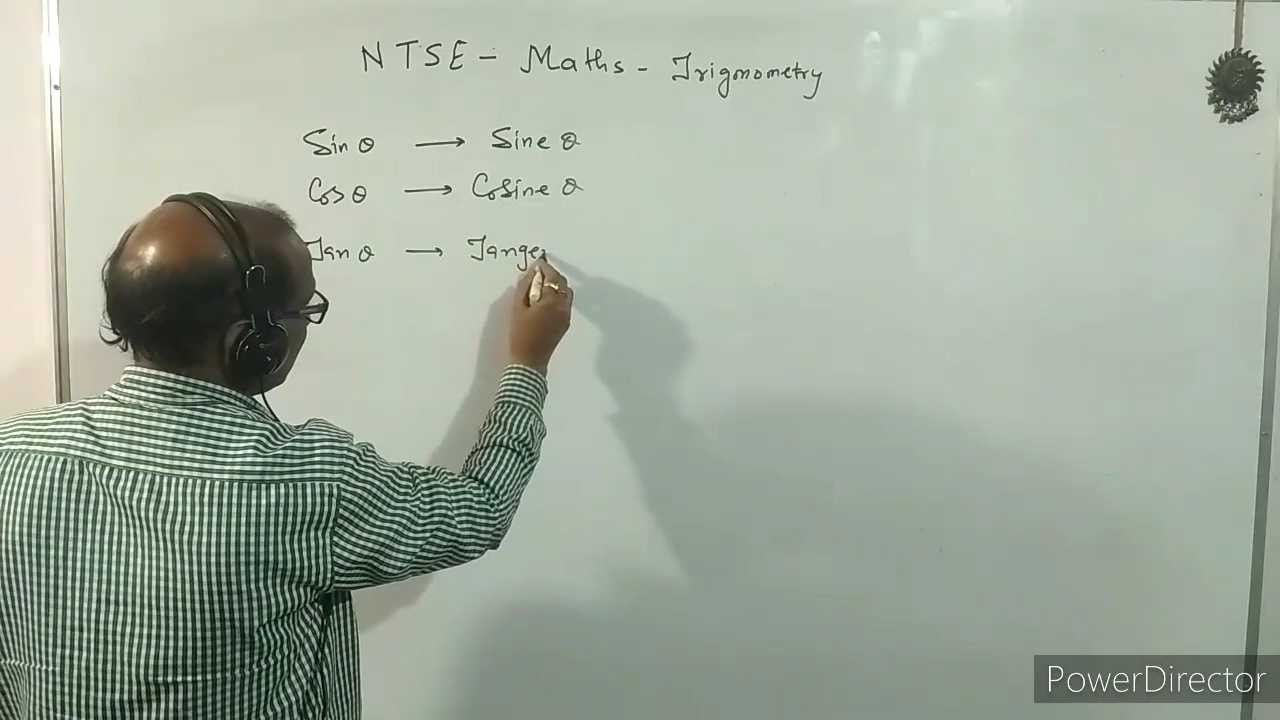 NTSE - Maths - Trigonometry
Sin θ → Sine θ
Cos θ → Cosine θ
Tan θ → Tange
PowerDirector